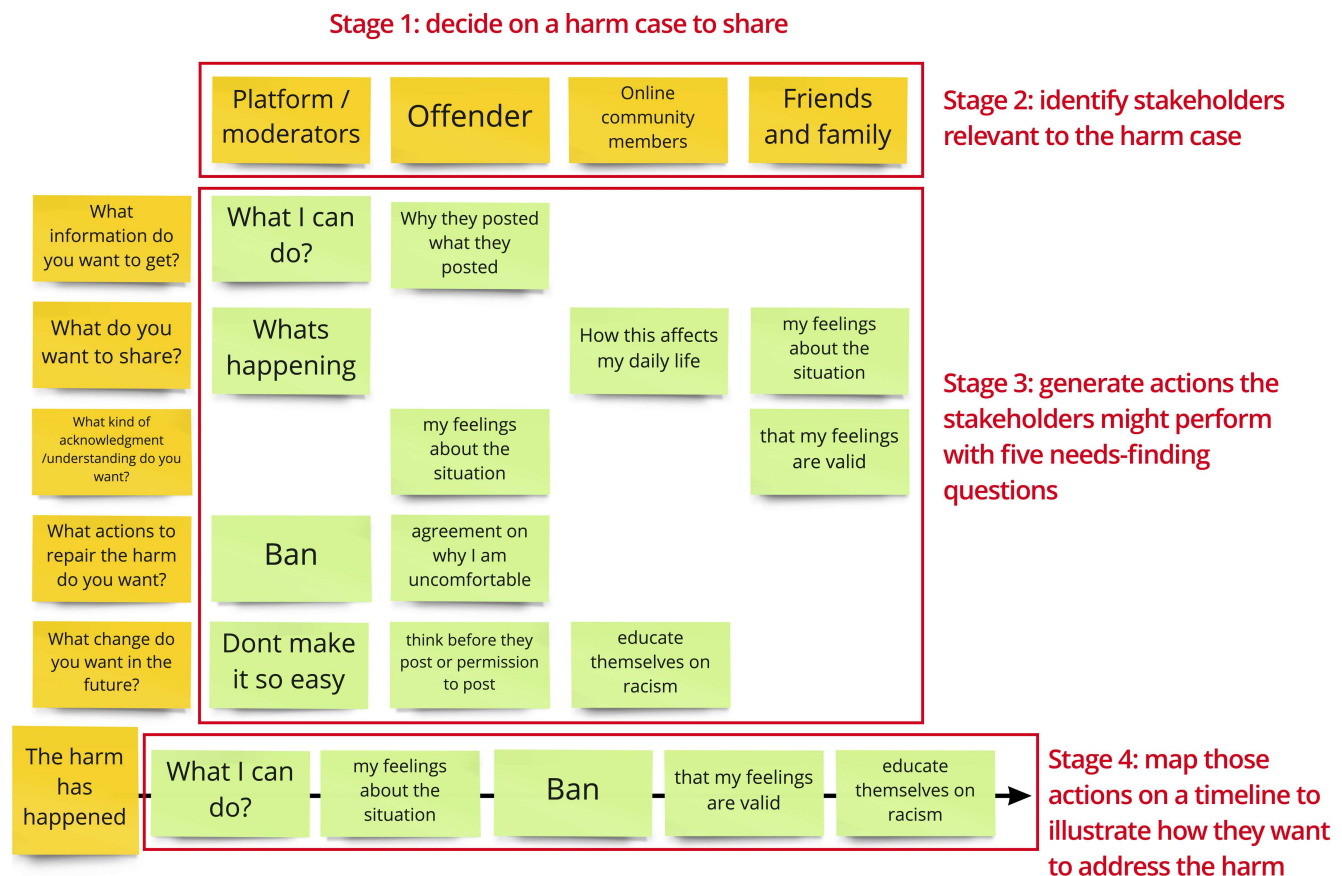 Stage 1: decide on a harm case to share
Platform /
moderators
Offender
Online
community
members
Friends
and family
Stage 2: identify stakeholders
relevant to the harm case
What
information do
you want to get?
What I can
do?
Why they posted
what they
posted
What do you
want to share?
Whats
happening
How this affects
my daily life
my feelings
about the
situation
Stage 3: generate actions the
stakeholders might perform
with five needs-finding
questions
What kind of
acknowledgment
/understanding do you
want?
my feelings
about the
situation
that my feelings
are valid
What actions to
repair the harm
do you want?
Ban
agreement on
why I am
uncomfortable
What change do
you want in the
future?
Dont make
it so easy
think before they
post or permission
to post
educate
themselves on
racism
The harm
has
happened
What I can
do?
my feelings
about the
situation
Ban
that my feelings
are valid
educate
themselves on
racism
Stage 4: map those
actions on a timeline to
illustrate how they want
to address the harm